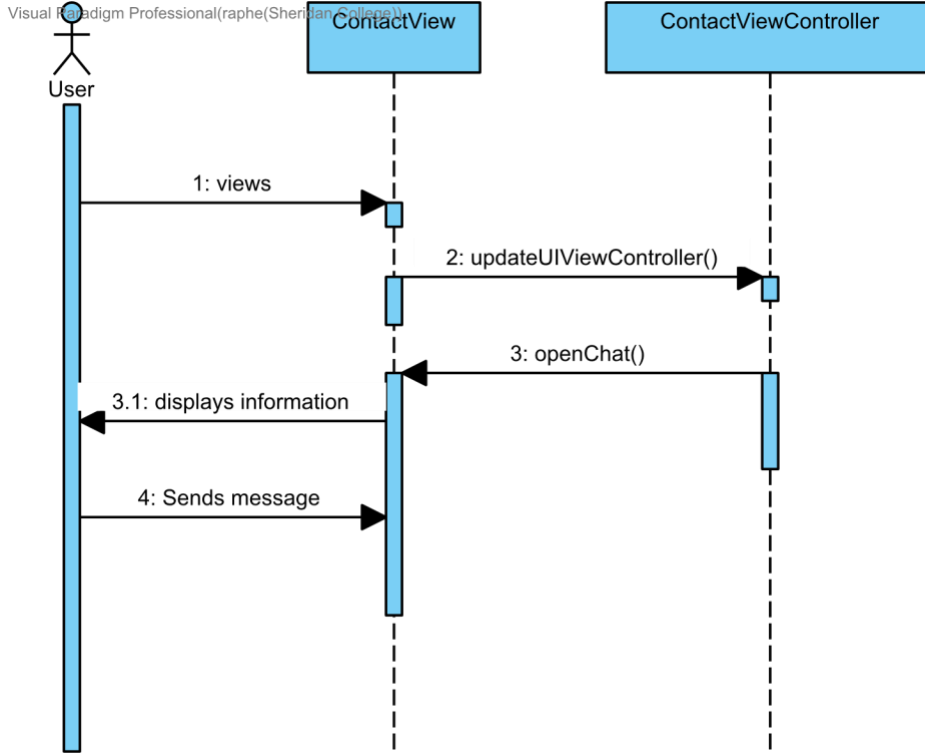 Visual Paradigm Professional(raphe(Sheridan College))
ContactView
ContactViewController
User
1: views
2: updateUIViewController()
3: openChat()
3.1: displays information
4: Sends message